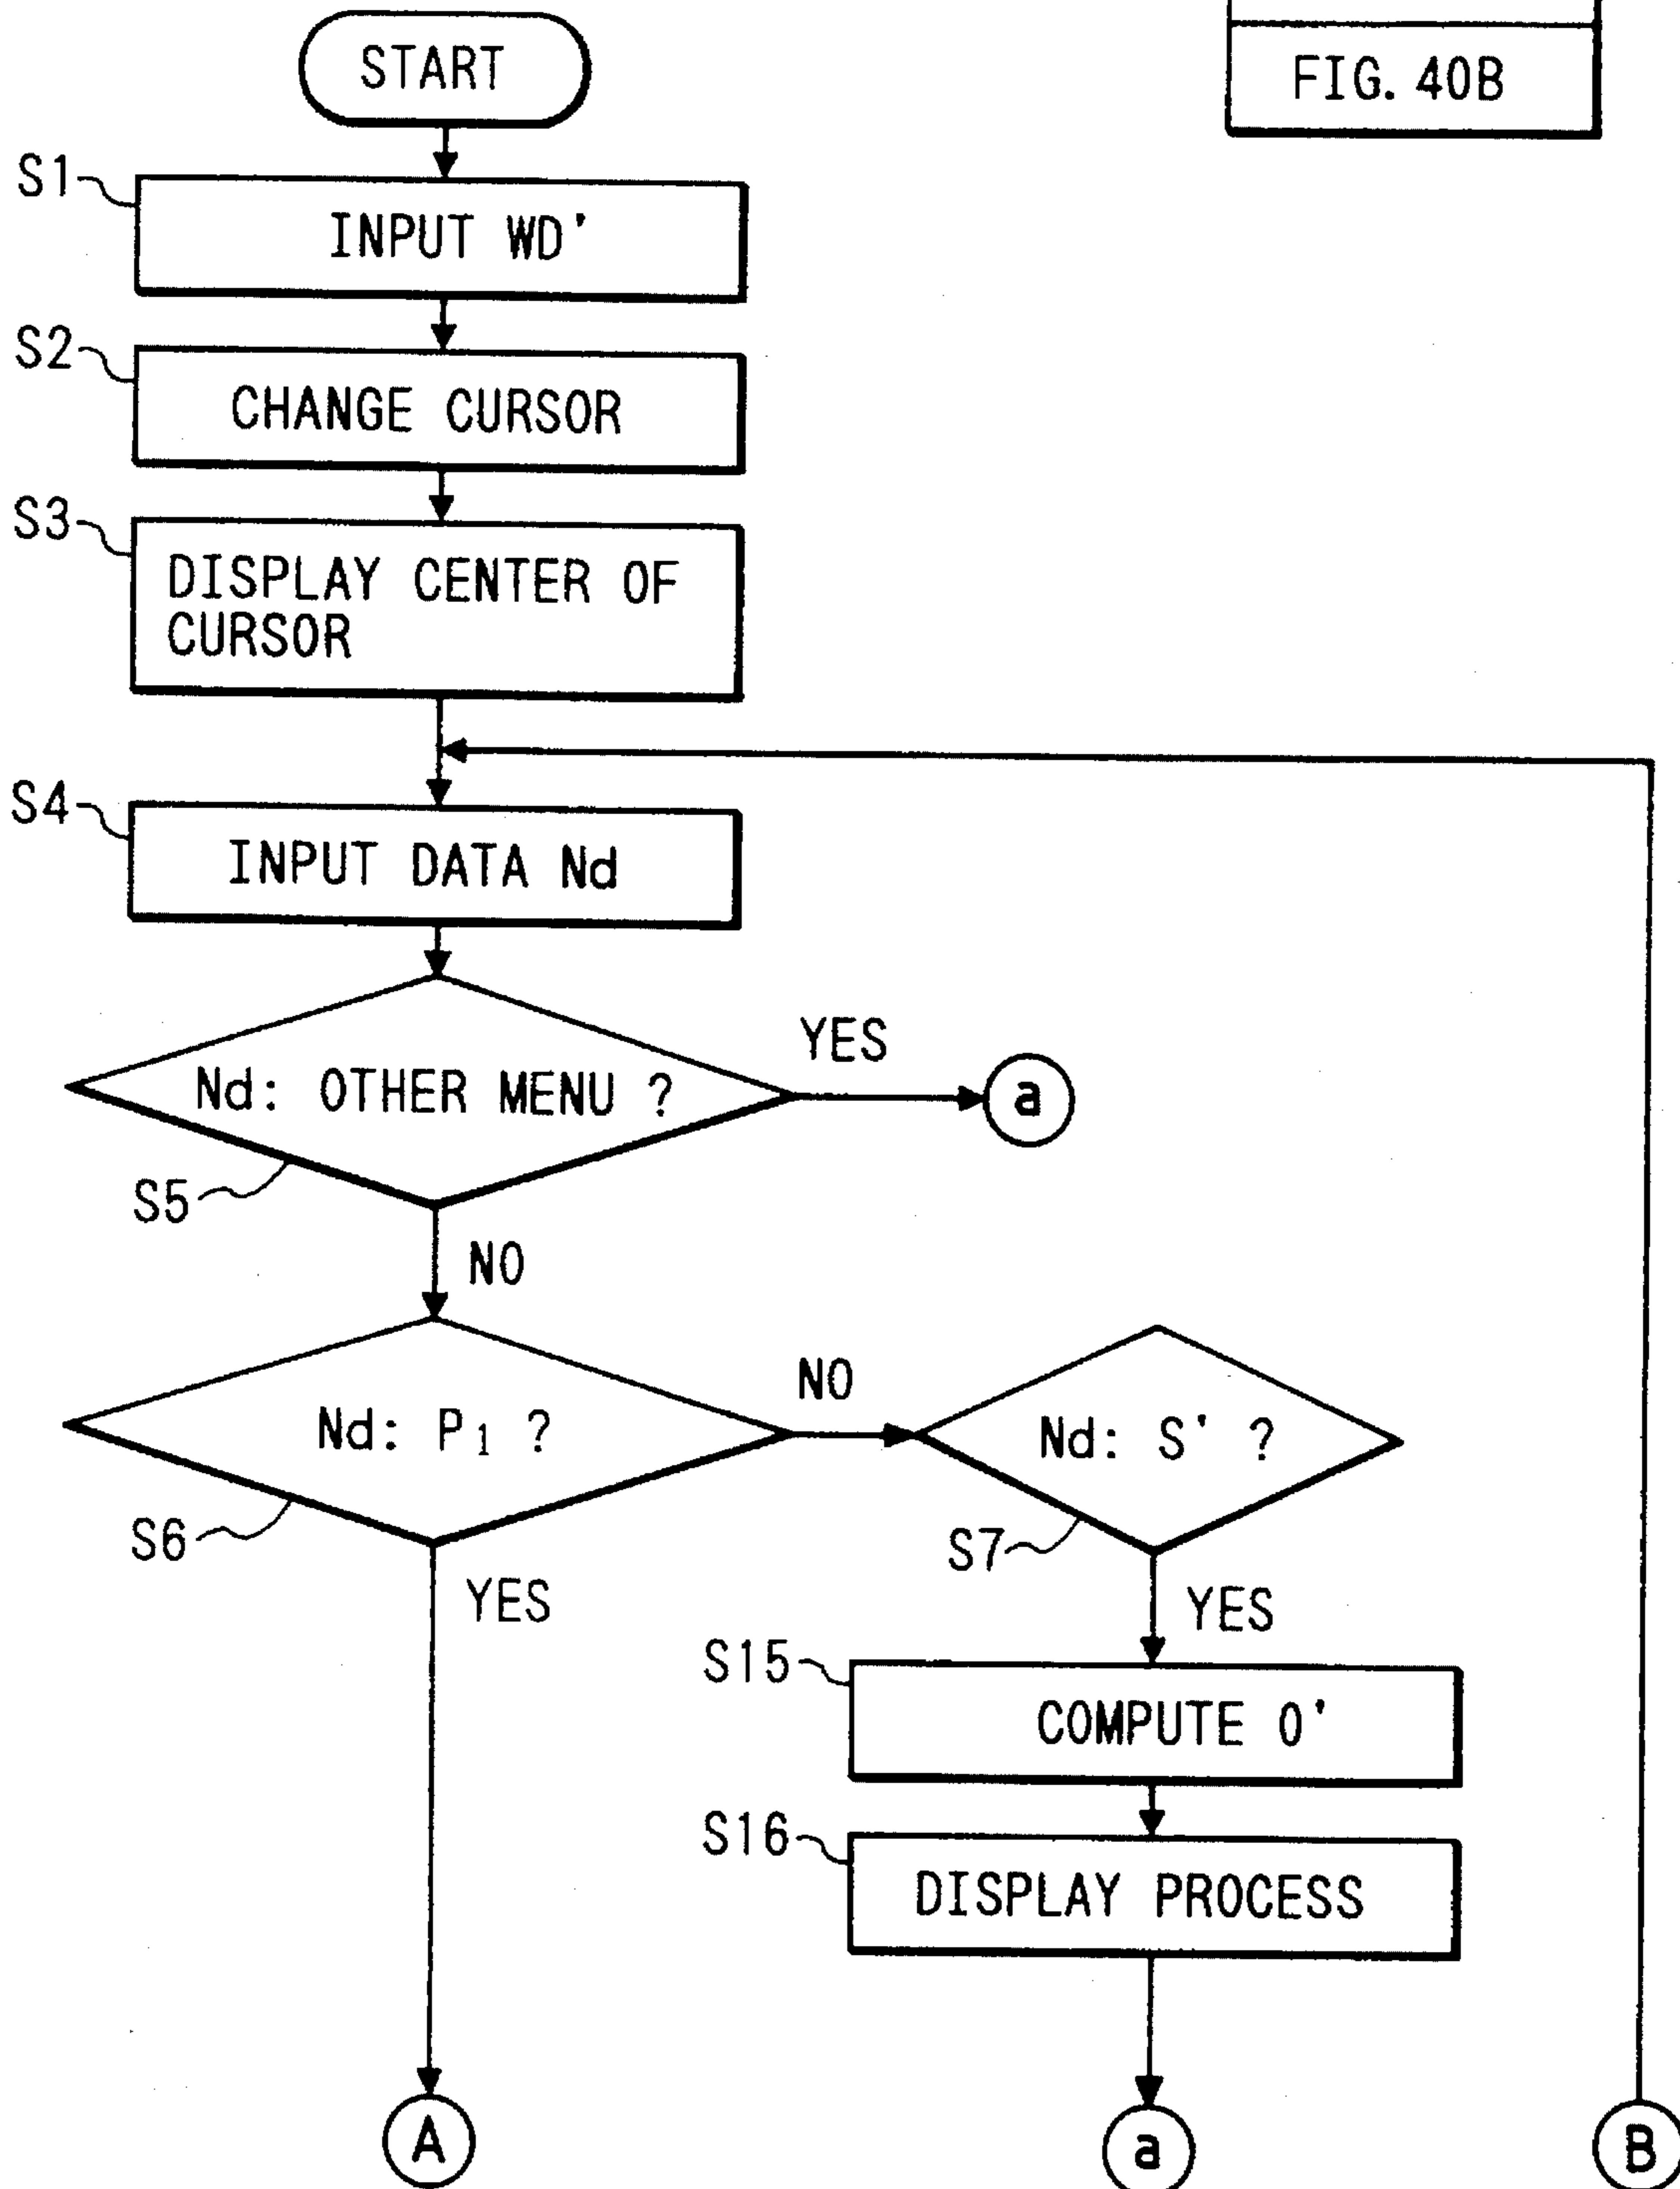 START
FIG. 40B
S1
INPUT WD'
S2
CHANGE CURSOR
S3
DISPLAY CENTER OF
CURSOR
S4
INPUT DATA Nd
Nd: OTHER MENU ?
YES
a
S5
NO
Nd: P1 ?
NO
Nd: S' ?
S6
S7
YES
YES
S15
COMPUTE O'
S16
DISPLAY PROCESS
A
a
B